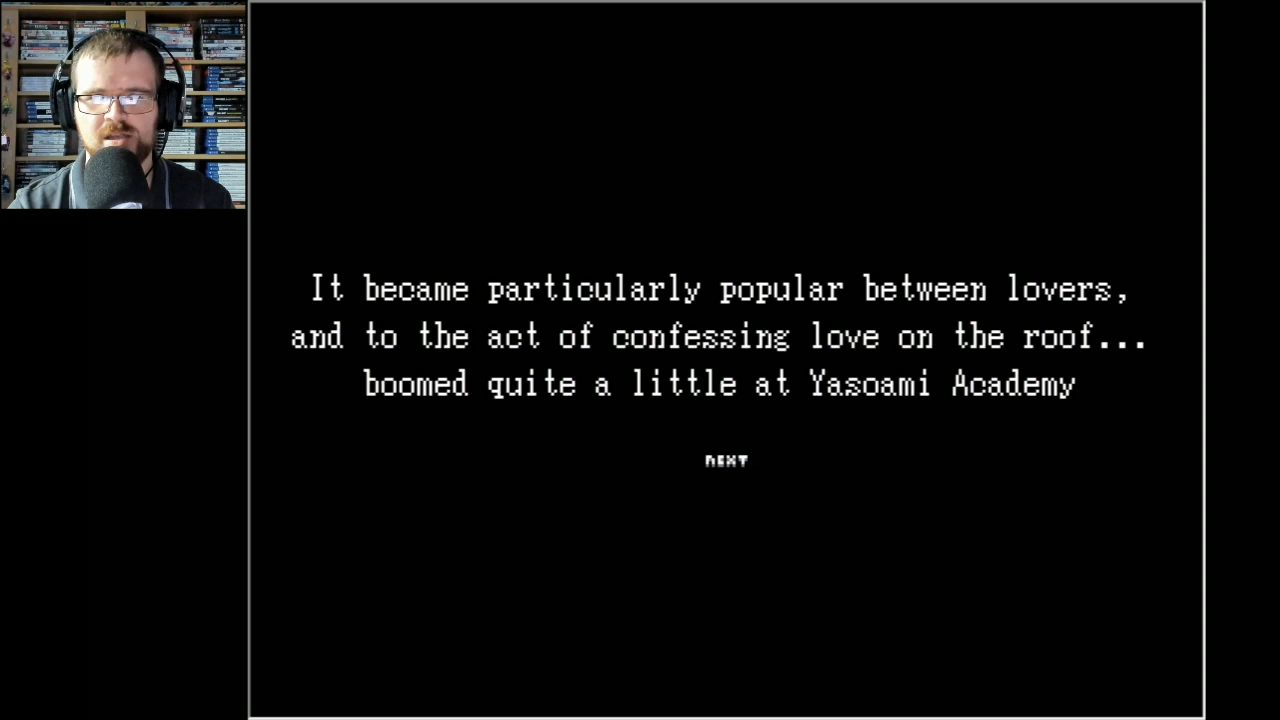 It became particularly popular between lovers,
and to the act of confessing love on the roof...
boomed quite a little at Yasoami Academy
NEXT